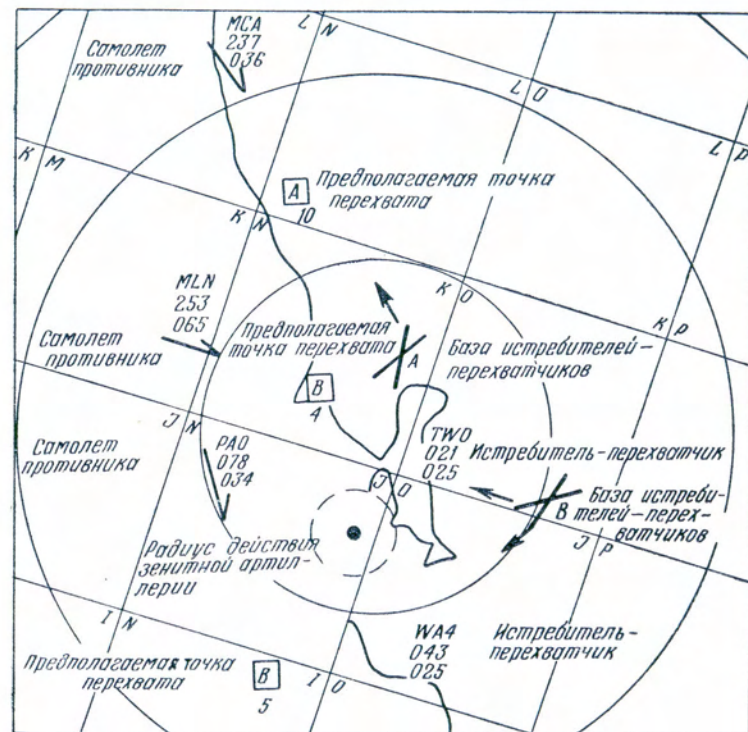 L N
MCA
237
036
Самолет
противника
L O
L P
K M
A
Предполагаемая точка
перехвата
10
K N
MLN
253
065
K O
K P
Самолет
противника
Предполагаемая
точка перехвата
A
База истребителей-
перехватчиков
B
4
J N
Самолет
противника
PAO
078
034
TWO
021
025
Истребитель-перехватчик
J O
B
База истреби-
телей-перех-
ватчиков
J P
Радиус действия
зенитной артил-
лерии
I N
WA4
043
025
Истребитель-
перехватчик
Предполагаемая точка
перехвата
B
5
I O